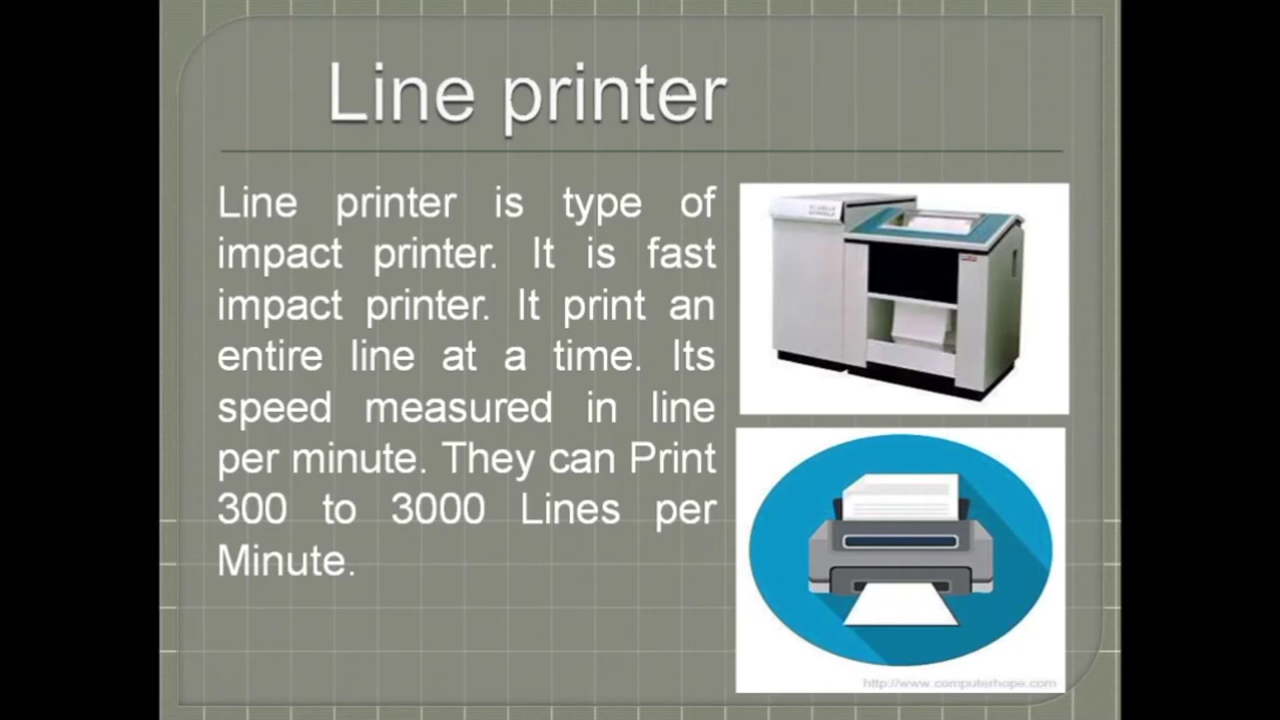 Line printer
Line printer is type of
impact printer. It is fast
impact printer. It print an
entire line at a time. Its
speed measured in line
per minute. They can Print
300 to 3000 Lines per
Minute.
http://www.computerhope.com